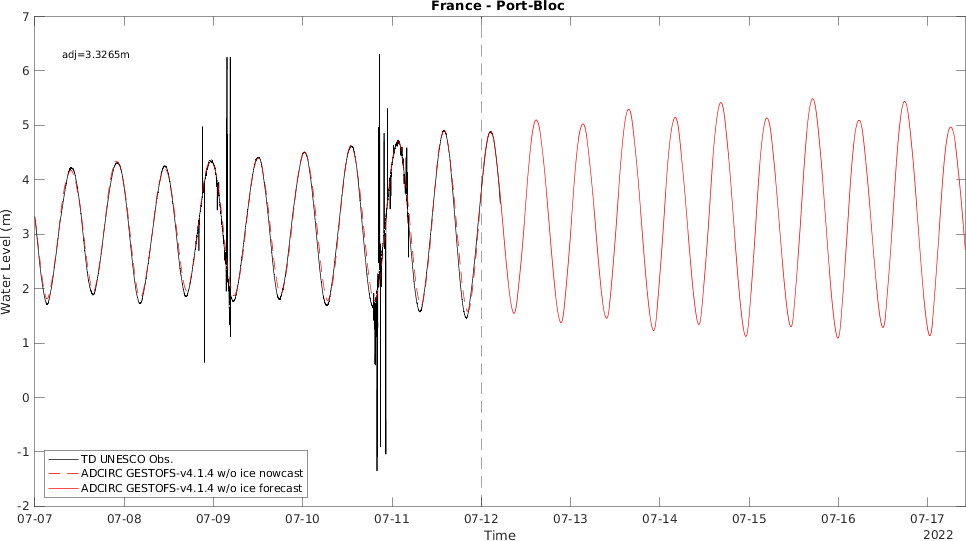 France - Port-Bloc
adj=3.3265m
Water Level (m)
7
6
5
4
3
2
1
0
-1
-2
TD UNESCO Obs.
ADCIRC GESTOFS-v4.1.4 w/o ice nowcast
ADCIRC GESTOFS-v4.1.4 w/o ice forecast
07-07 07-08 07-09 07-10 07-11 07-12 07-13 07-14 07-15 07-16 07-17
Time
2022